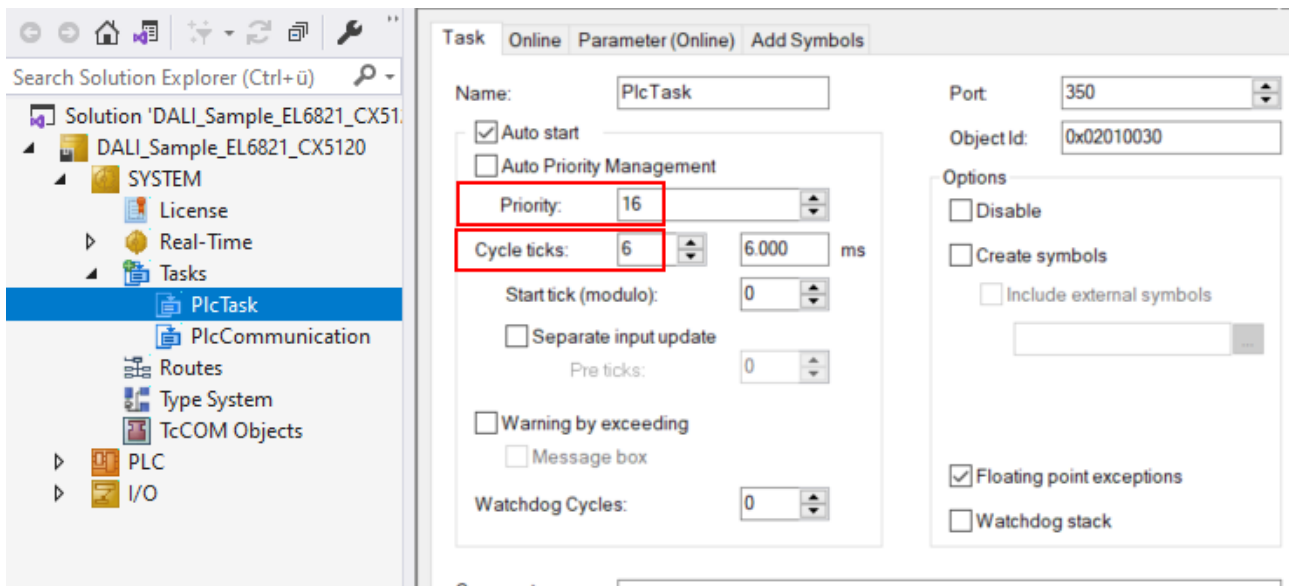 Search Solution Explorer (Ctrl+ü)
Solution 'DALI_Sample_EL6821_CX51
DALI_Sample_EL6821_CX5120
SYSTEM
License
Real-Time
Tasks
PlcTask
PlcCommunication
Routes
Type System
TcCOM Objects
PLC
I/O
Task Online Parameter (Online) Add Symbols
Name: PlcTask
Auto start
Auto Priority Management
Priority: 16
Cycle ticks: 6 6.000 ms
Start tick (modulo): 0
Separate input update
Pre ticks: 0
Warning by exceeding
Message box
Watchdog Cycles: 0
Port: 350
Object Id: 0x02010030
Options
Disable
Create symbols
Include external symbols
...
Floating point exceptions
Watchdog stack